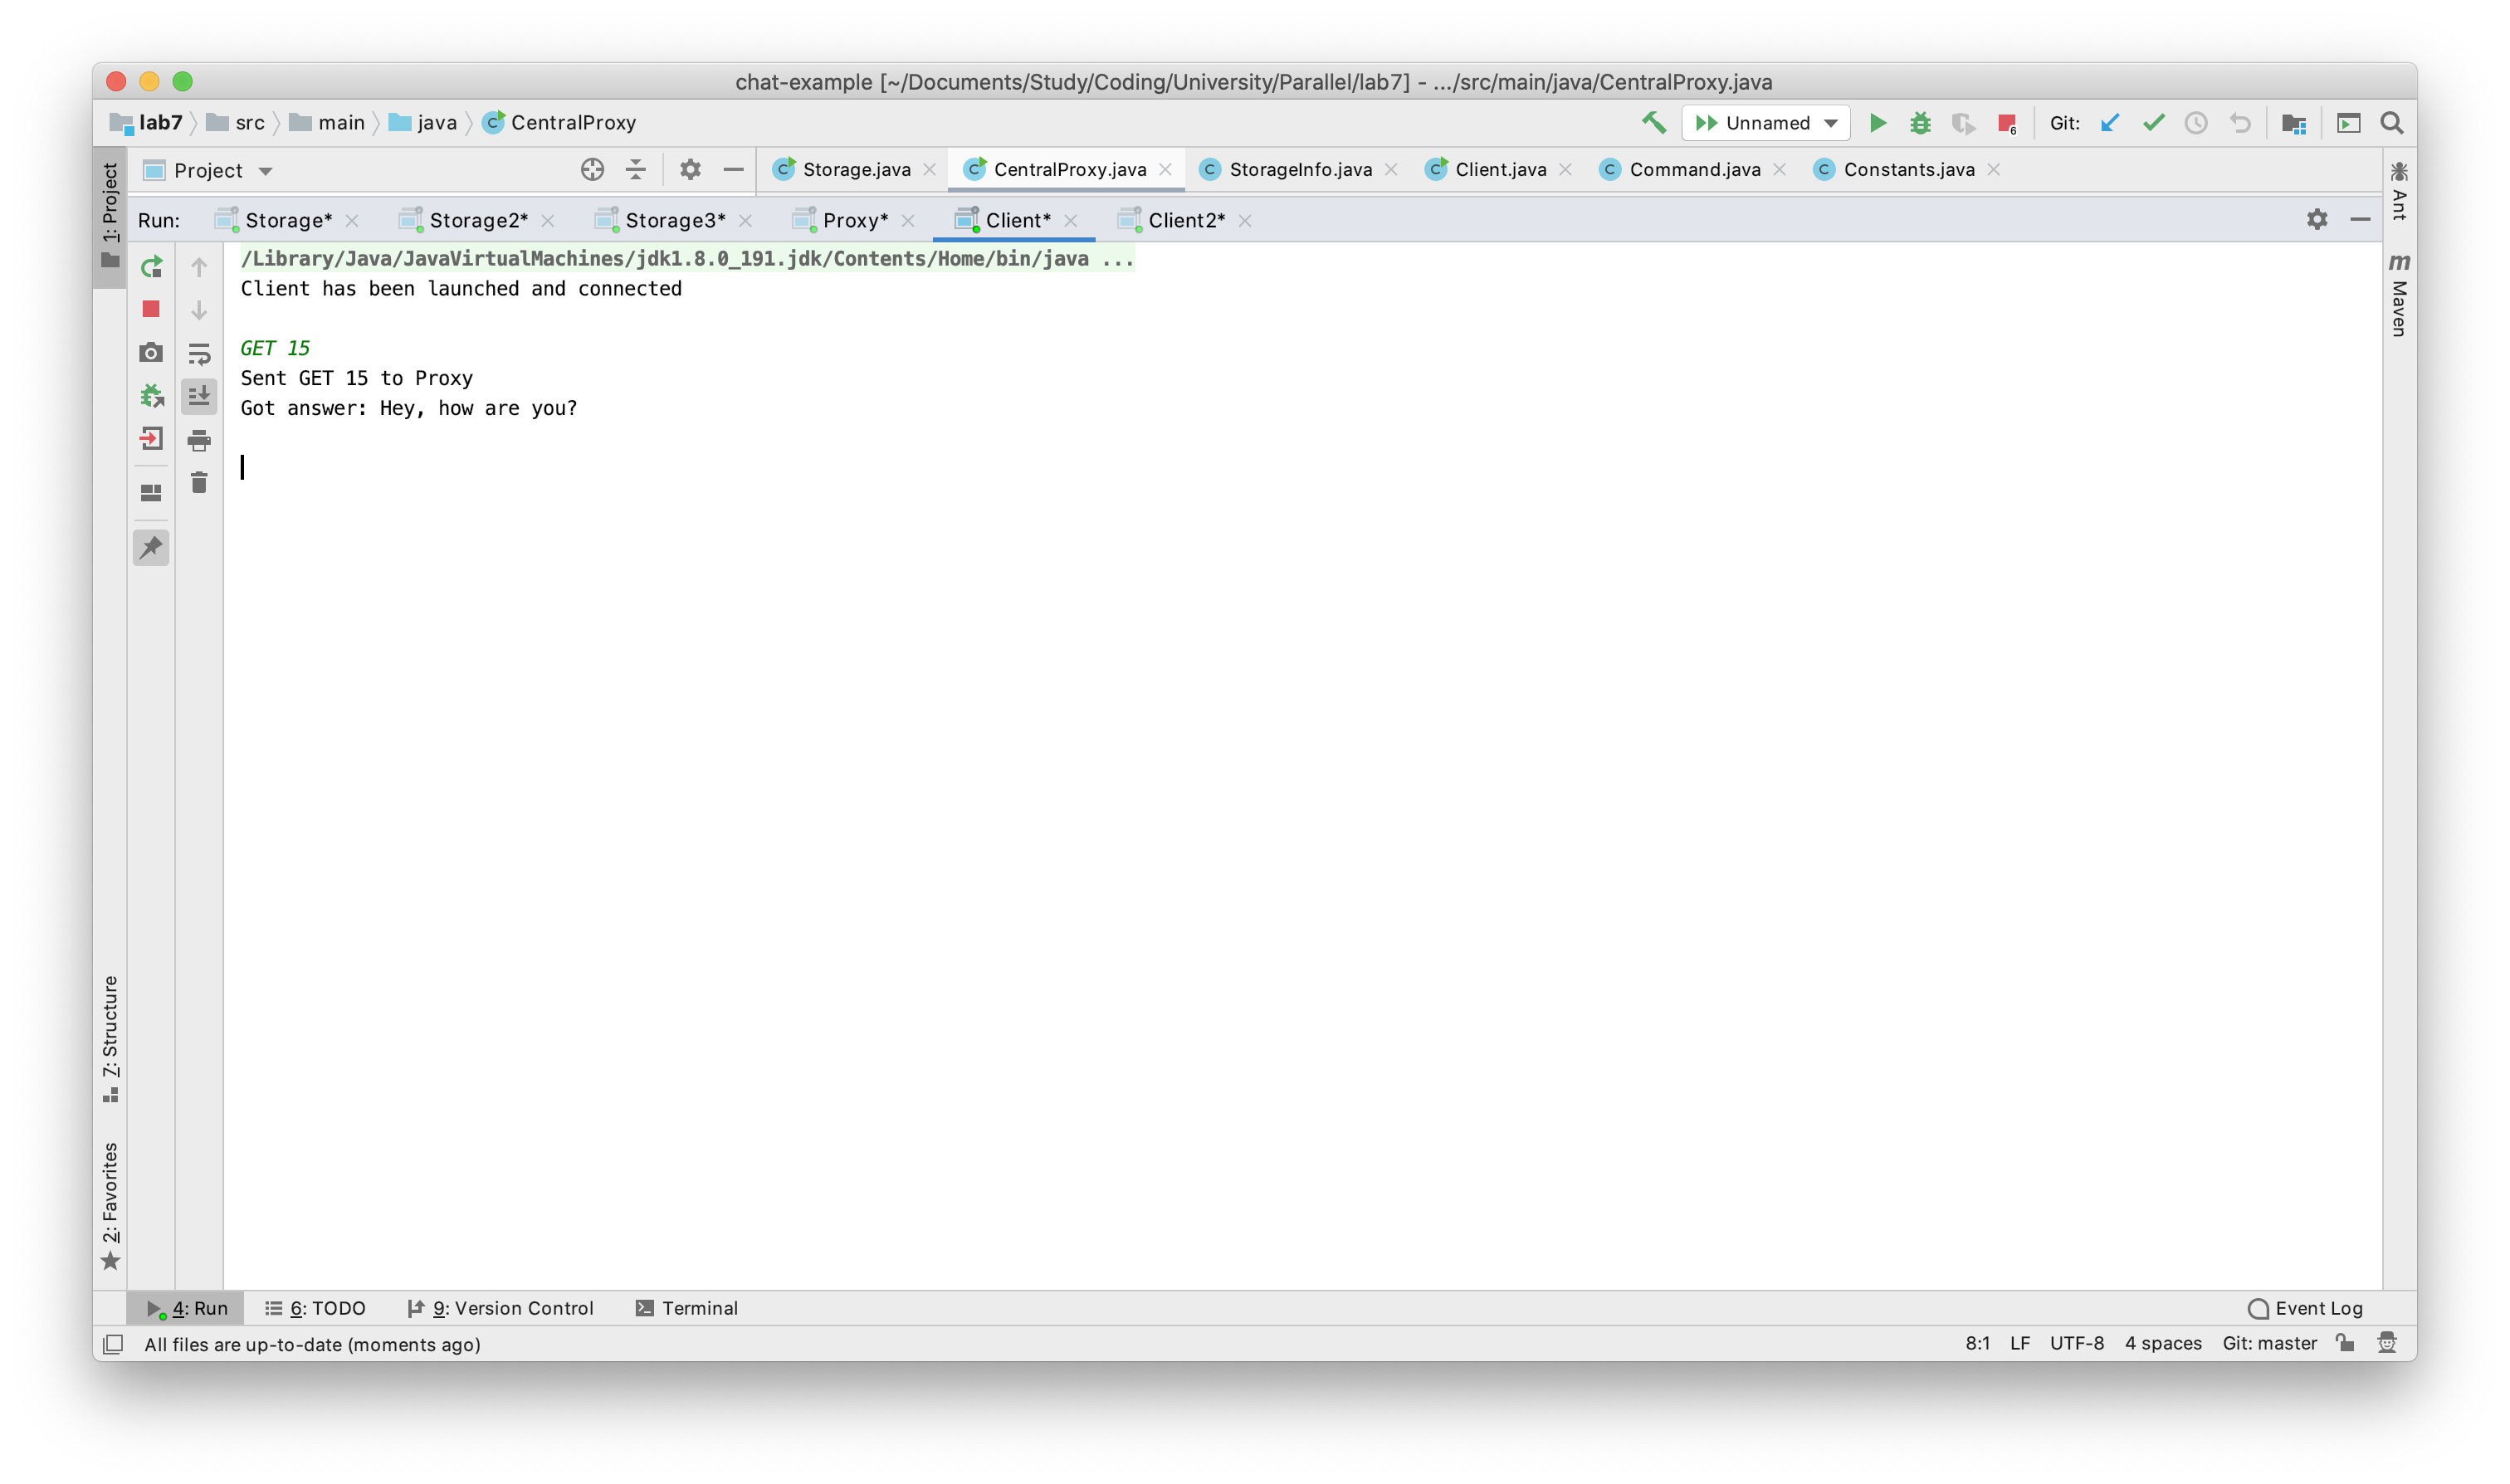 chat-example [~/Documents/Study/Coding/University/Parallel/lab7] - .../src/main/java/CentralProxy.java
lab7 src main java CentralProxy Unnamed 6 Git:
1: Project
Project Storage.java CentralProxy.java StorageInfo.java Client.java Command.java Constants.java
Ant
Run: Storage* Storage2* Storage3* Proxy* Client* Client2*
m Maven
/Library/Java/JavaVirtualMachines/jdk1.8.0_191.jdk/Contents/Home/bin/java ...
Client has been launched and connected
GET 15
Sent GET 15 to Proxy
Got answer: Hey, how are you?
7: Structure
2: Favorites
4: Run 6: TODO 9: Version Control Terminal Event Log
All files are up-to-date (moments ago) 8:1 LF UTF-8 4 spaces Git: master